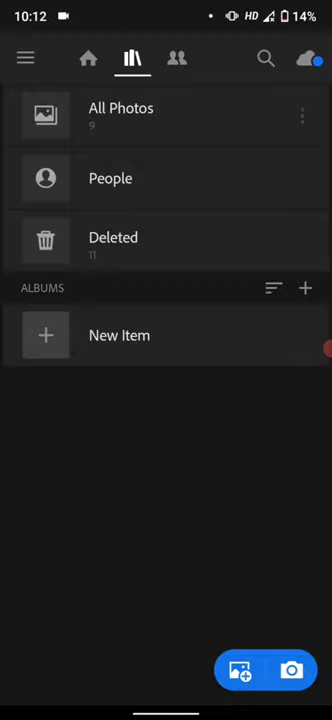 10:12 HD 14%
All Photos
9
People
Deleted
11
ALBUMS
New Item